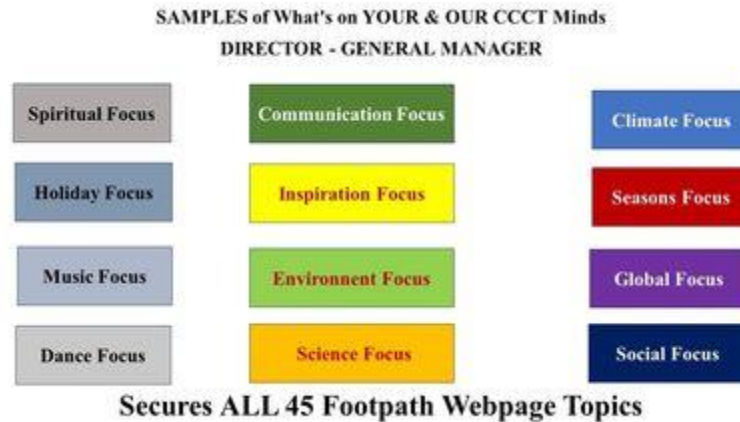 SAMPLES of What's on YOUR & OUR CCCT Minds
DIRECTOR - GENERAL MANAGER
Spiritual Focus
Communication Focus
Climate Focus
Holiday Focus
Inspiration Focus
Seasons Focus
Music Focus
Environnent Focus
Global Focus
Dance Focus
Science Focus
Social Focus
Secures ALL 45 Footpath Webpage Topics